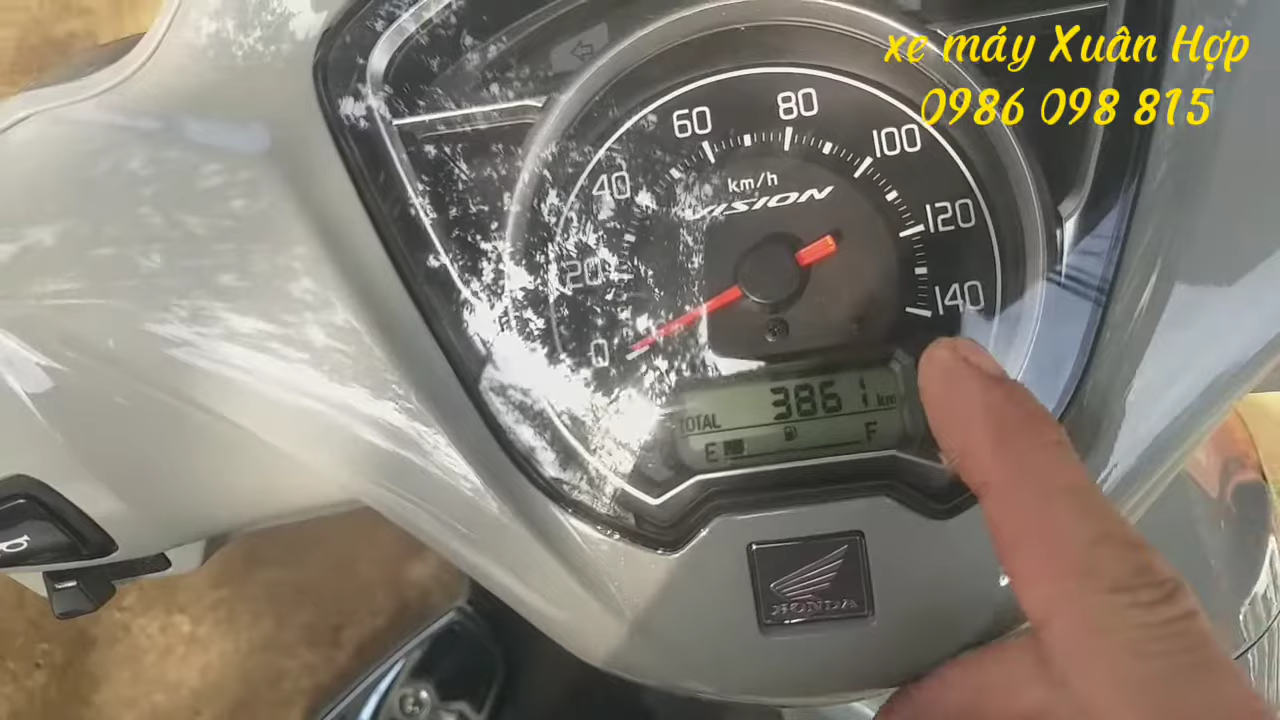 xe máy Xuân Hợp
0986 098 815
60
80
100
40
km/h
VISION
120
20
140
0
3861 km
TOTAL
E
F
HONDA